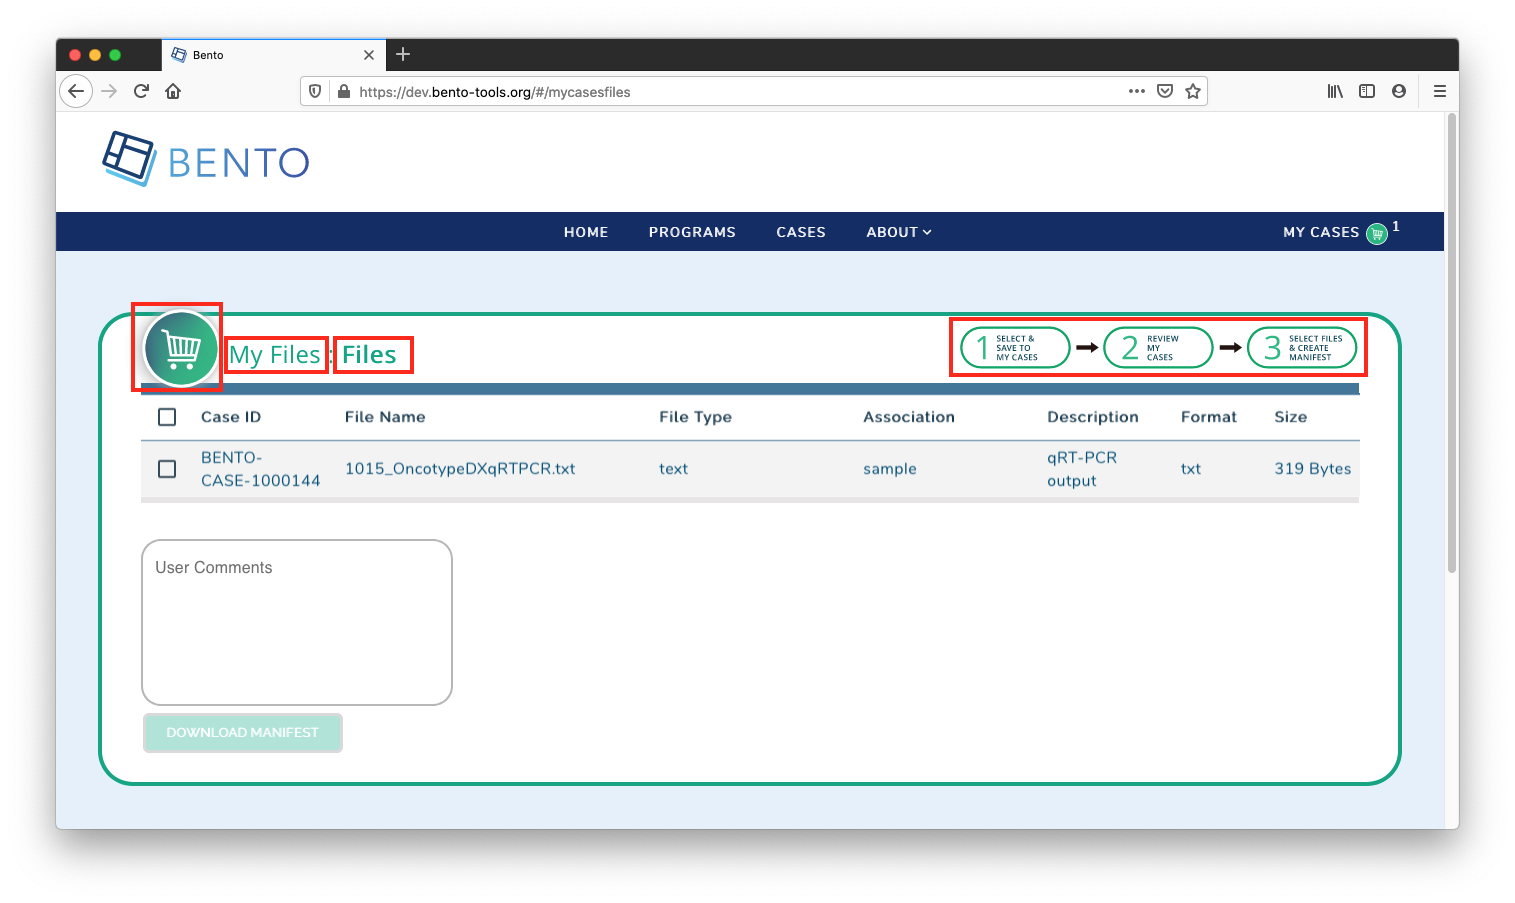 Bento
https://dev.bento-tools.org/#/mycasesfiles
BENTO
HOME PROGRAMS CASES ABOUT MY CASES 1
My Files : Files
1 SELECT &
SAVE TO
MY CASES
2 REVIEW
MY
CASES
3 SELECT FILES
& CREATE
MANIFEST
Case ID File Name File Type Association Description Format Size
BENTO-
CASE-1000144 1015_OncotypeDXqRTPCR.txt text sample qRT-PCR
output txt 319 Bytes
User Comments
DOWNLOAD MANIFEST